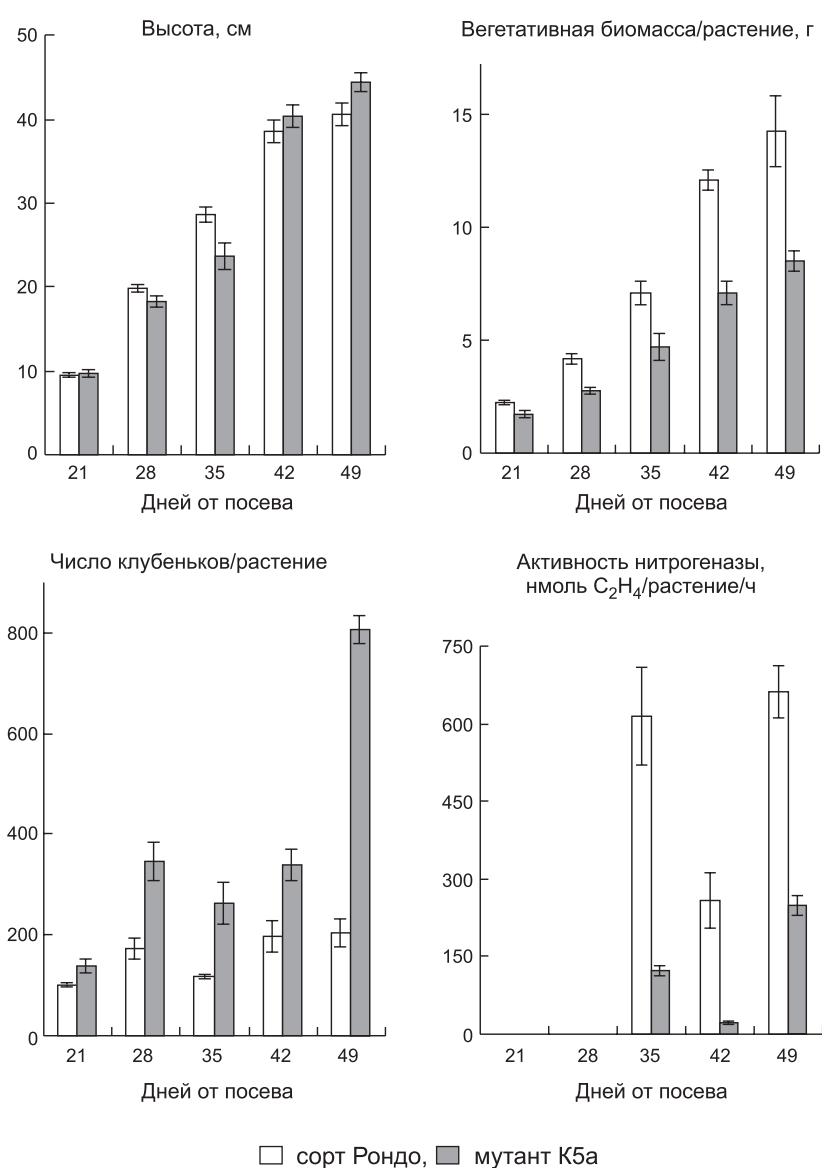 Высота, см
50
40
30
20
10
0
21 28 35 42 49
Дней от посева
Вегетативная биомасса/растение, г
15
10
5
0
21 28 35 42 49
Дней от посева
Число клубеньков/растение
800
600
400
200
0
21 28 35 42 49
Дней от посева
Активность нитрогеназы,
нмоль C₂H₄/растение/ч
750
600
450
300
150
0
21 28 35 42 49
Дней от посева
сорт Рондо, мутант К5а